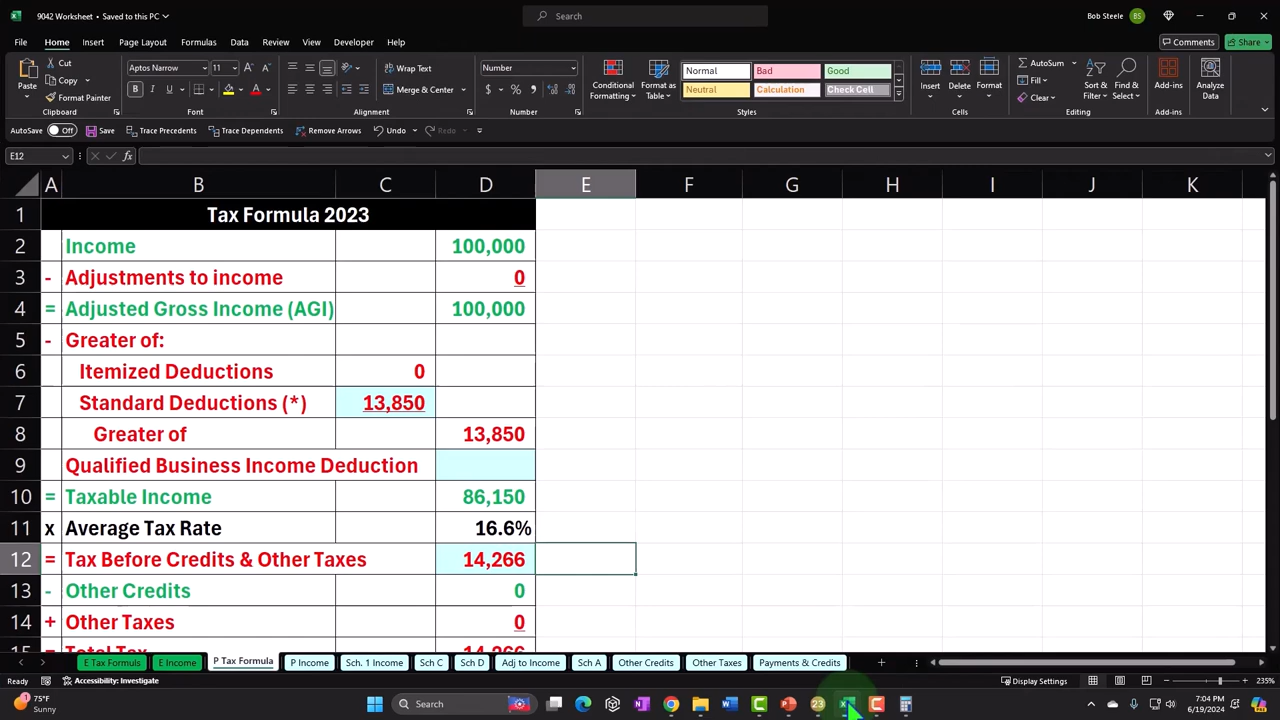 9042 Worksheet • Saved to this PC
Search
Bob Steele
BS
File Home Insert Page Layout Formulas Data Review View Developer Help
Comments
Share
Paste
Cut
Copy
Format Painter
Clipboard
Aptos Narrow
11
B I U
Font
Wrap Text
Merge & Center
Alignment
Number
$ % ,
Number
Conditional Formatting
Format as Table
Normal Bad Good
Neutral Calculation Check Cell
Styles
Insert Delete Format
Cells
AutoSum
Fill
Clear
Sort & Filter
Find & Select
Editing
Add-ins
Add-ins
Analyze Data
AutoSave Off Save Trace Precedents Trace Dependents Remove Arrows Undo Redo
E12
fx
A B C D E F G H I J K
1 Tax Formula 2023
2 Income 100,000
3 - Adjustments to income 0
4 = Adjusted Gross Income (AGI) 100,000
5 - Greater of:
6 Itemized Deductions 0
7 Standard Deductions (*) 13,850
8 Greater of 13,850
9 Qualified Business Income Deduction
10 = Taxable Income 86,150
11 x Average Tax Rate 16.6%
12 = Tax Before Credits & Other Taxes 14,266
13 - Other Credits 0
14 + Other Taxes 0
15 = Total Tax 14,266
E Tax Formuls E Income P Tax Formula P Income Sch. 1 Income Sch C Sch D Adj to Income Sch A Other Credits Other Taxes Payments & Credits
Ready
Accessibility: Investigate
Display Settings
235%
75°F
Sunny
Search
23
7:04 PM
6/19/2024